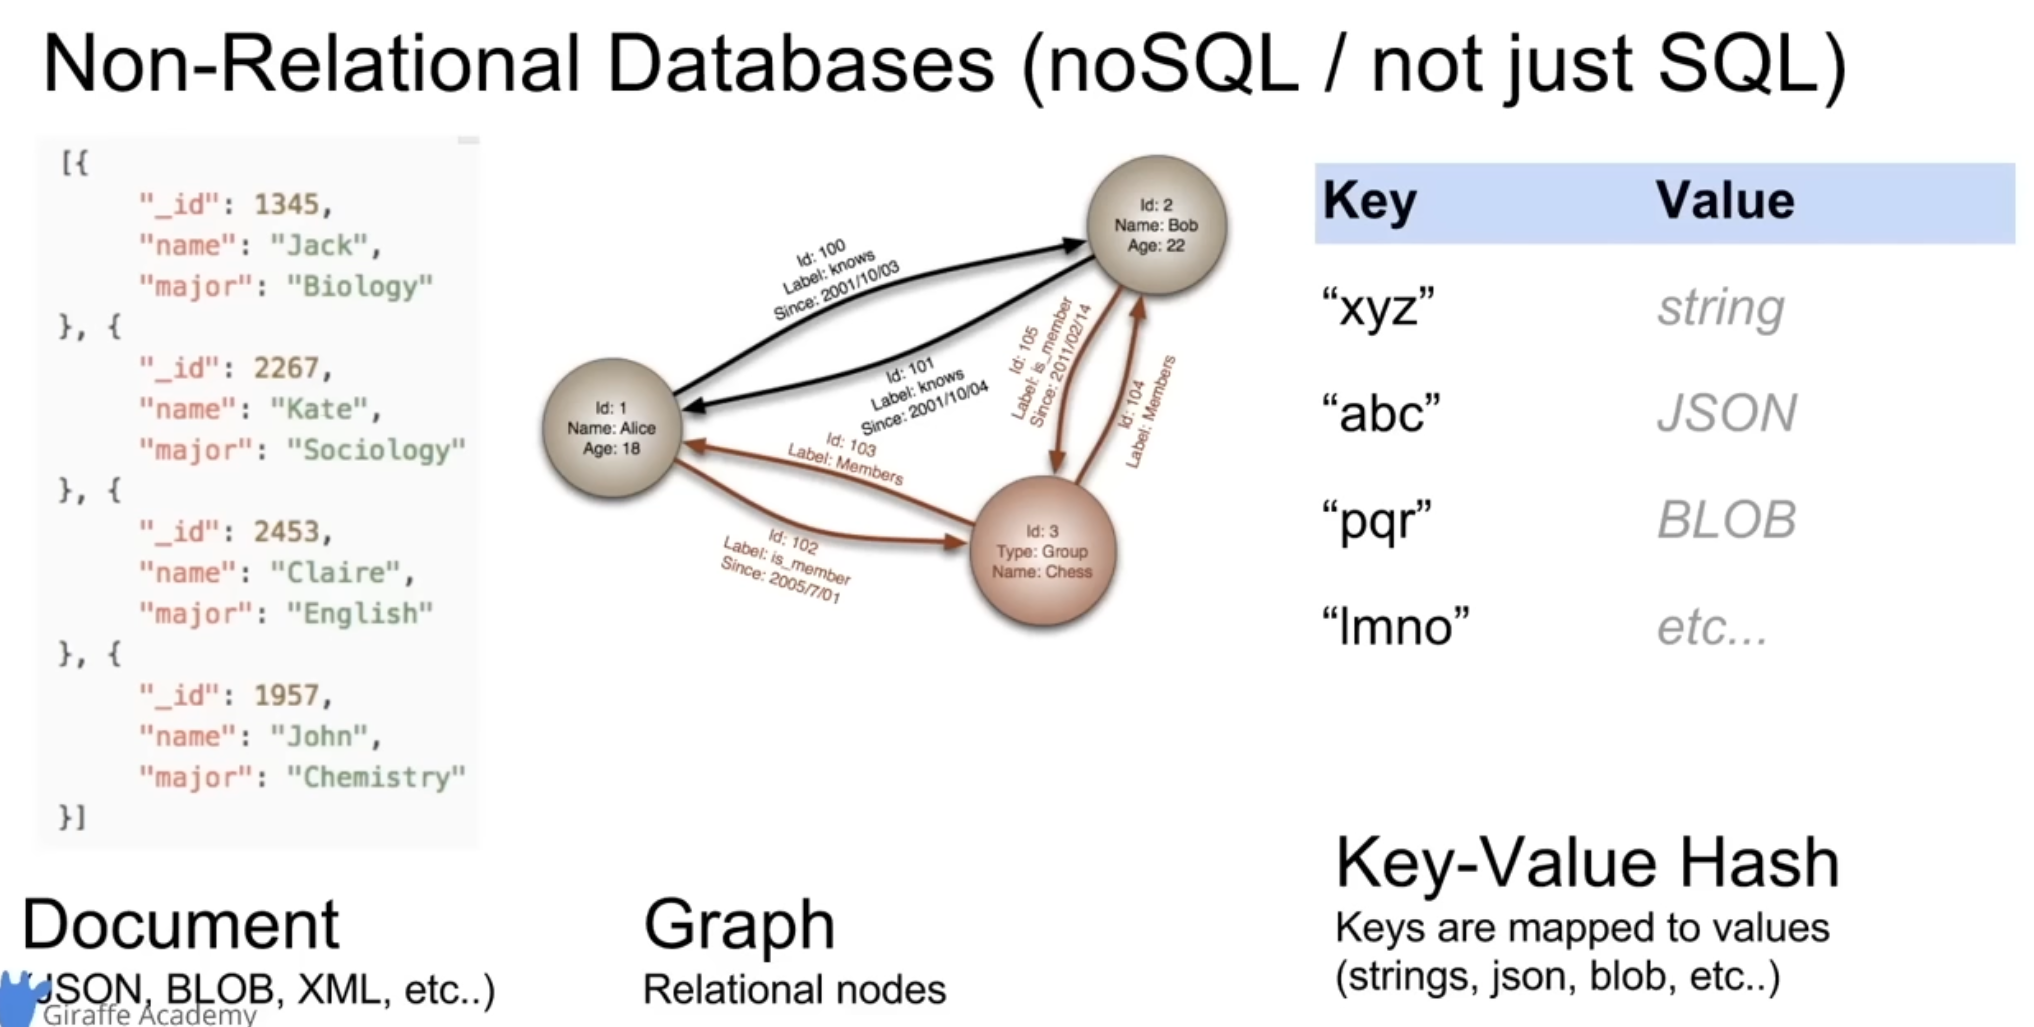 Non-Relational Databases (noSQL / not just SQL)
[{
"_id": 1345,
"name": "Jack",
"major": "Biology"
}, {
"_id": 2267,
"name": "Kate",
"major": "Sociology"
}, {
"_id": 2453,
"name": "Claire",
"major": "English"
}, {
"_id": 1957,
"name": "John",
"major": "Chemistry"
}]
Document
JSON, BLOB, XML, etc..)
Giraffe Academy
Id: 1
Name: Alice
Age: 18
Id: 100
Label: knows
Since: 2001/10/03
Id: 2
Name: Bob
Age: 22
Id: 101
Label: knows
Since: 2001/10/04
Id: 105
Label: is_member
Since: 2011/02/14
Id: 104
Label: Members
Id: 103
Label: Members
Id: 102
Label: is_member
Since: 2005/7/01
Id: 3
Type: Group
Name: Chess
Graph
Relational nodes
Key Value
“xyz” string
“abc” JSON
“pqr” BLOB
“lmno” etc...
Key-Value Hash
Keys are mapped to values
(strings, json, blob, etc..)